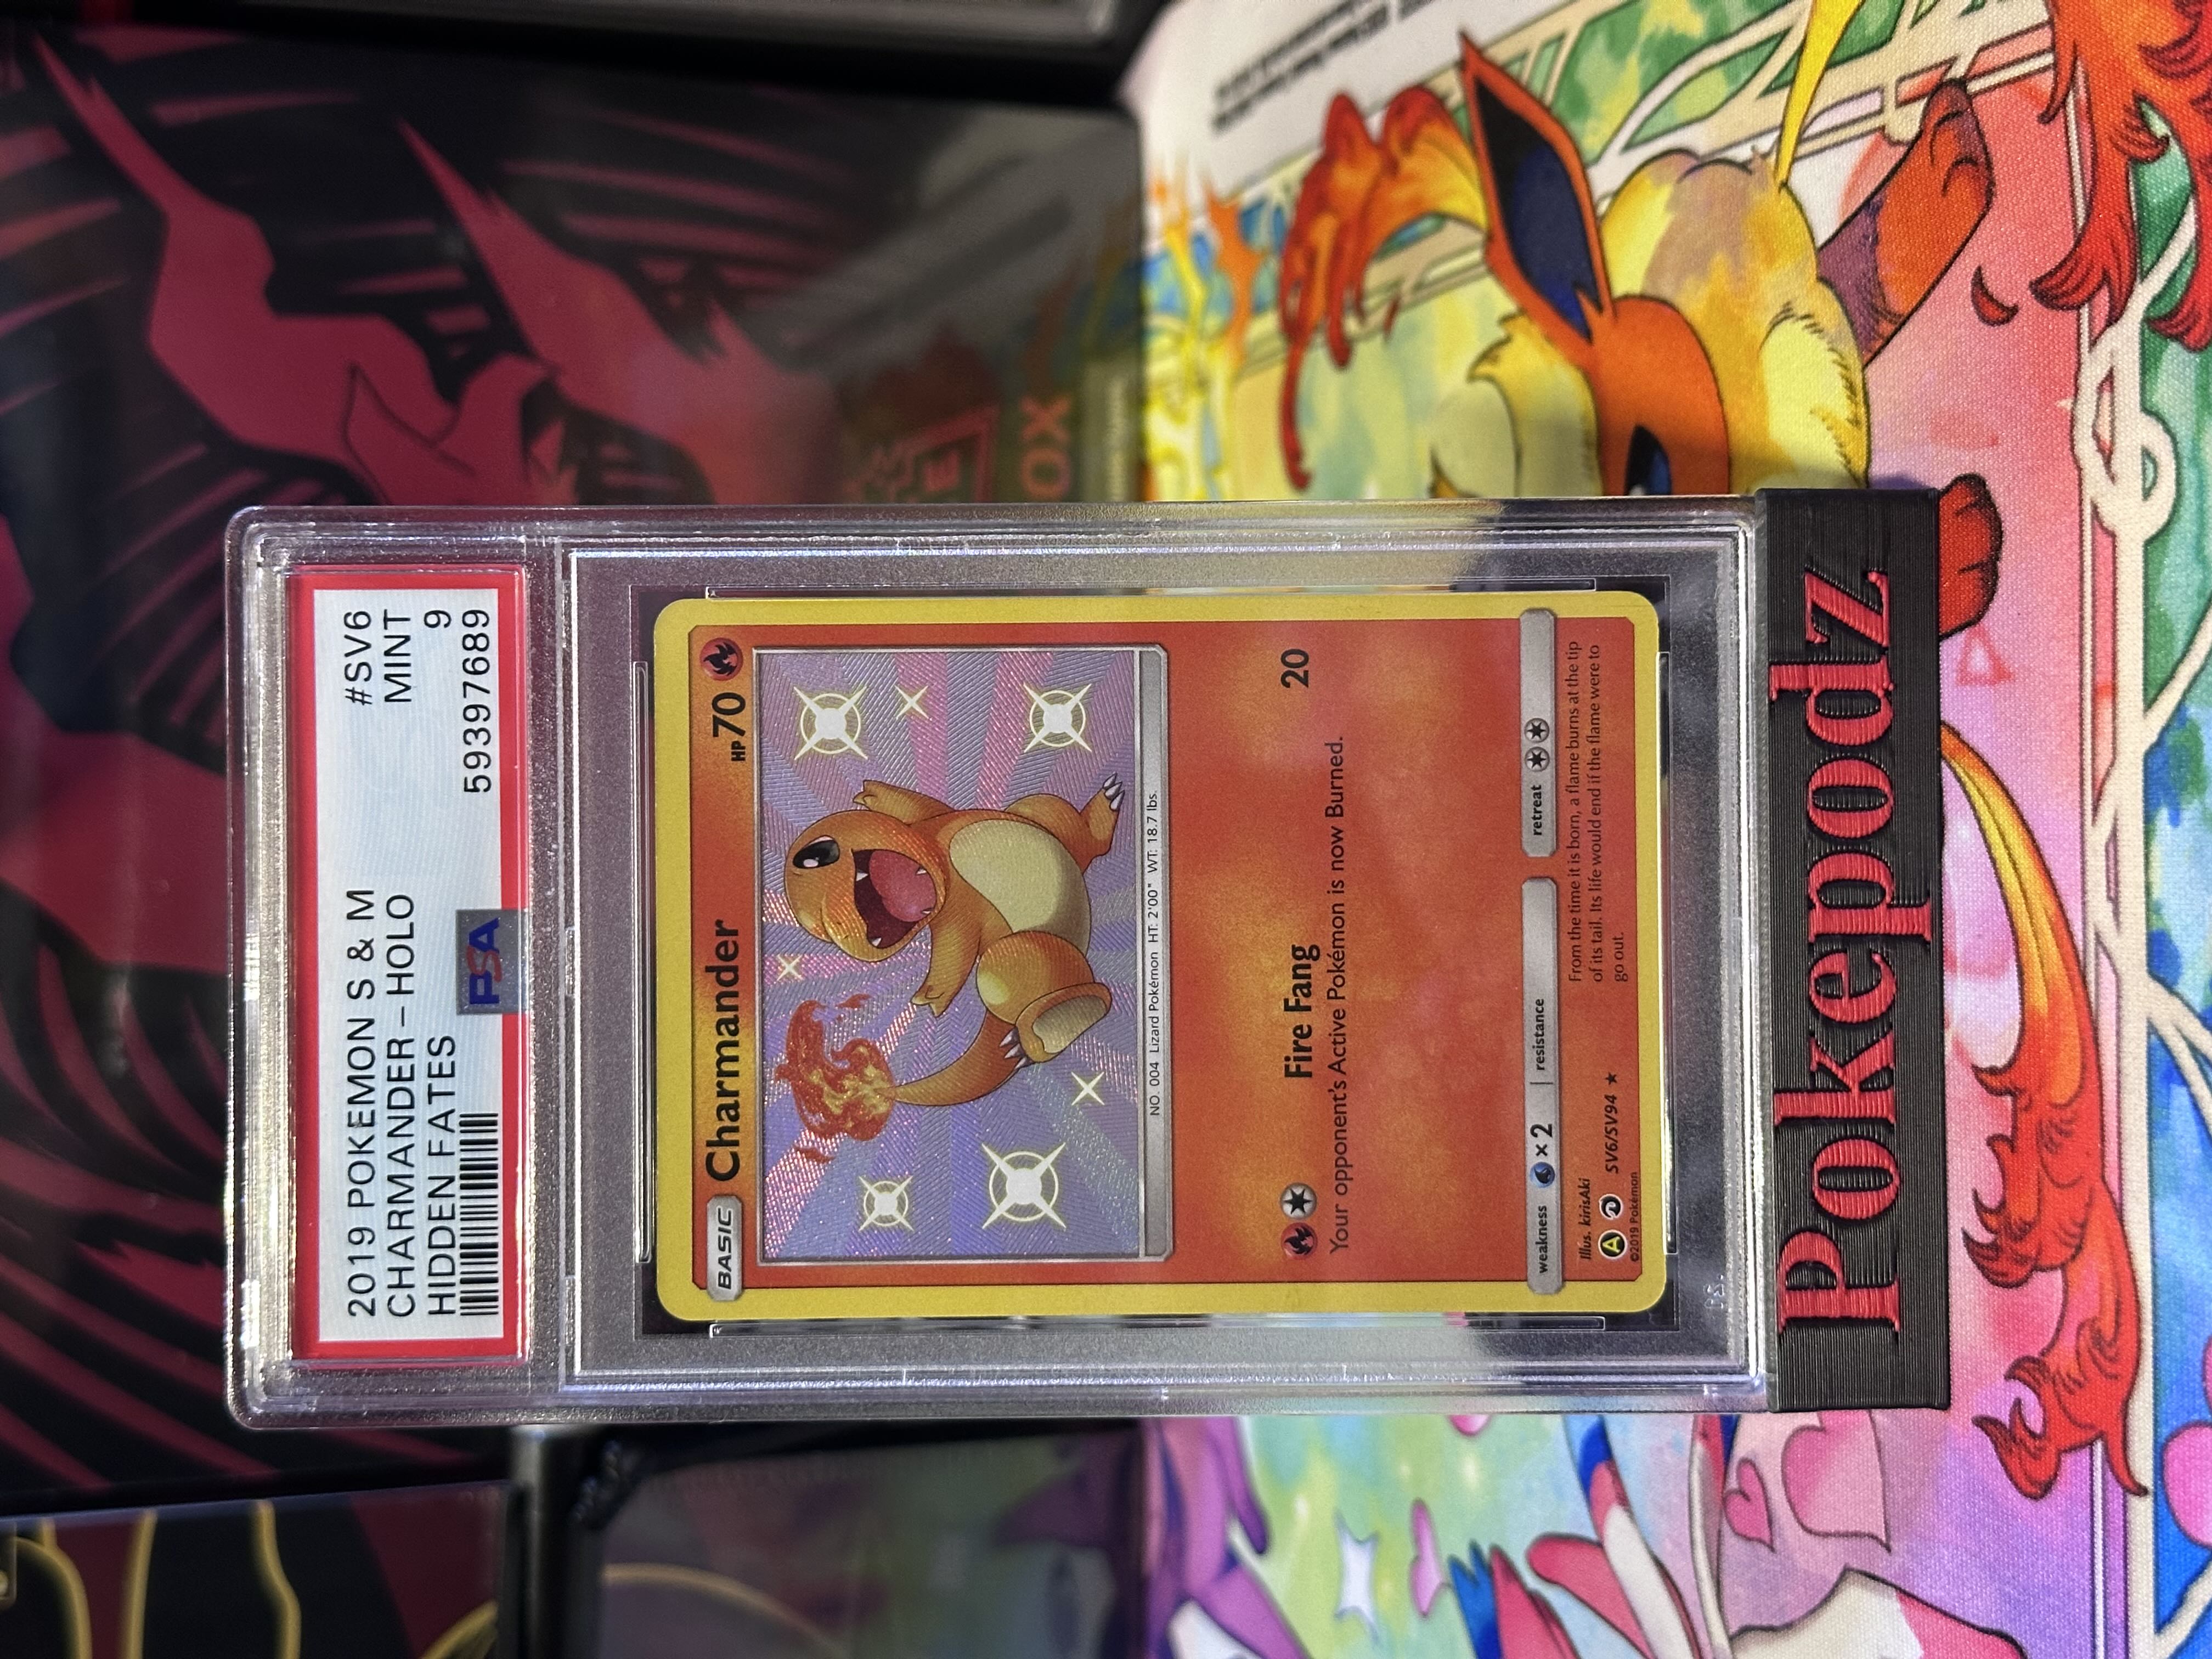 2019 POKEMON S & M #SV6
CHARMANDER-HOLO MINT
HIDDEN FATES 9
59397689
PSA
BASIC Charmander HP 70
NO. 004 Lizard Pokémon HT: 2'00" WT: 18.7 lbs.
Fire Fang 20
Your opponent's Active Pokémon is now Burned.
weakness ×2 resistance retreat
Illus. kirisAki
A SV6/SV94 ★
©2019 Pokémon
From the time it is born, a flame burns at the tip
of its tail. Its life would end if the flame were to
go out.
Pokepodz
OX